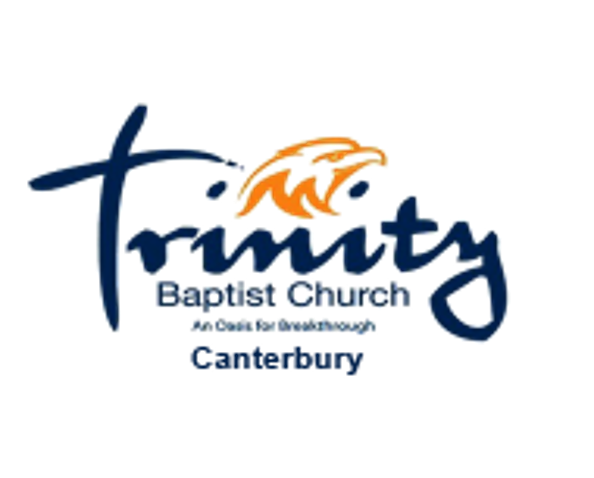 Trinity
Baptist Church
An Oasis for Breakthrough
Canterbury